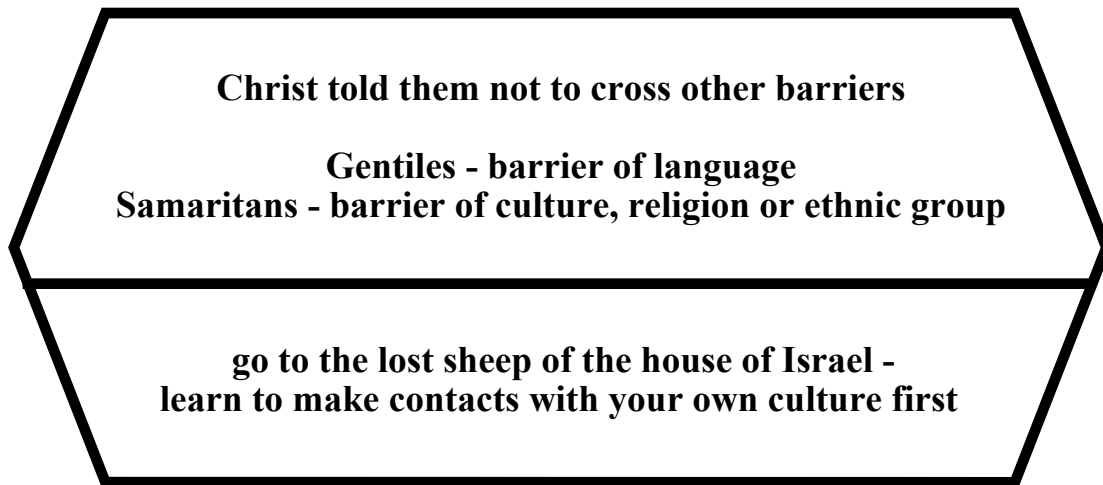 Christ told them not to cross other barriers
Gentiles - barrier of language
Samaritans - barrier of culture, religion or ethnic group
go to the lost sheep of the house of Israel -
learn to make contacts with your own culture first